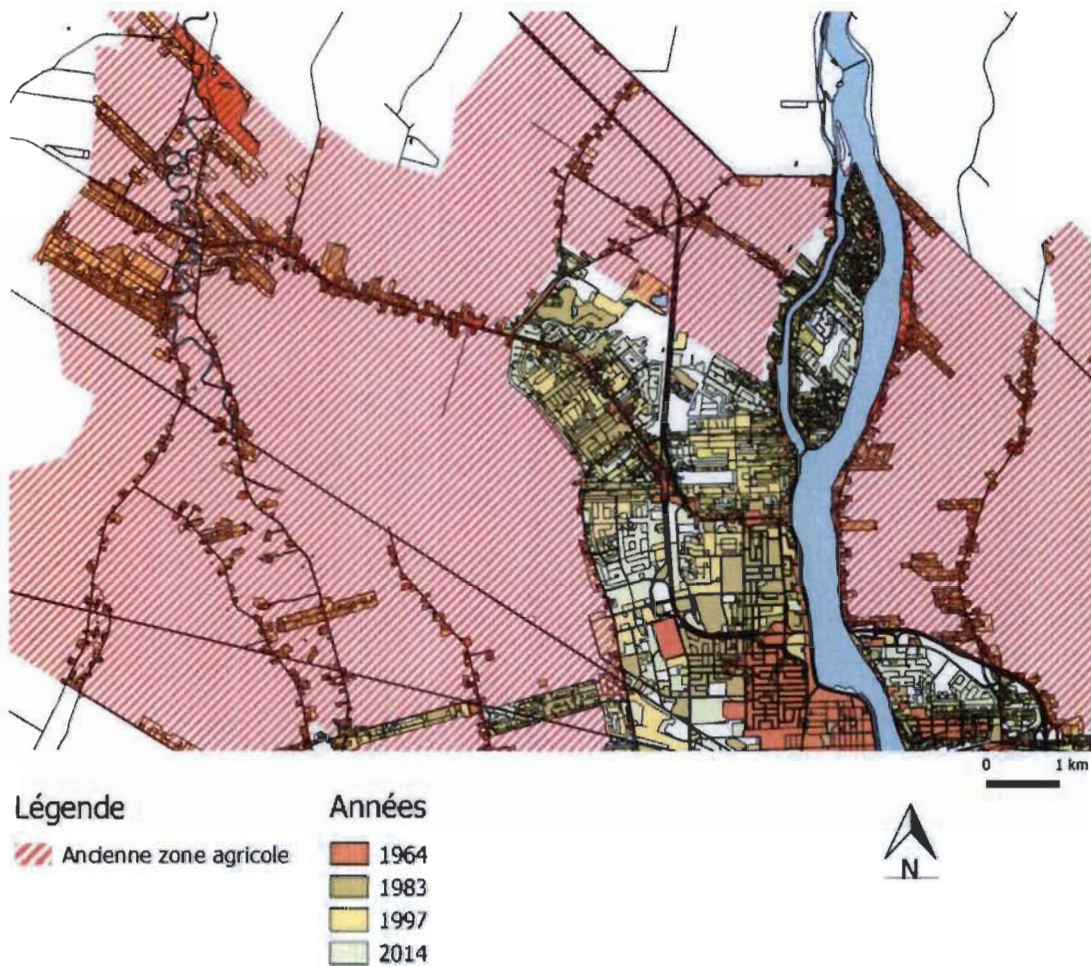 0 1 km
Légende
Ancienne zone agricole
Années
1964
1983
1997
2014
N